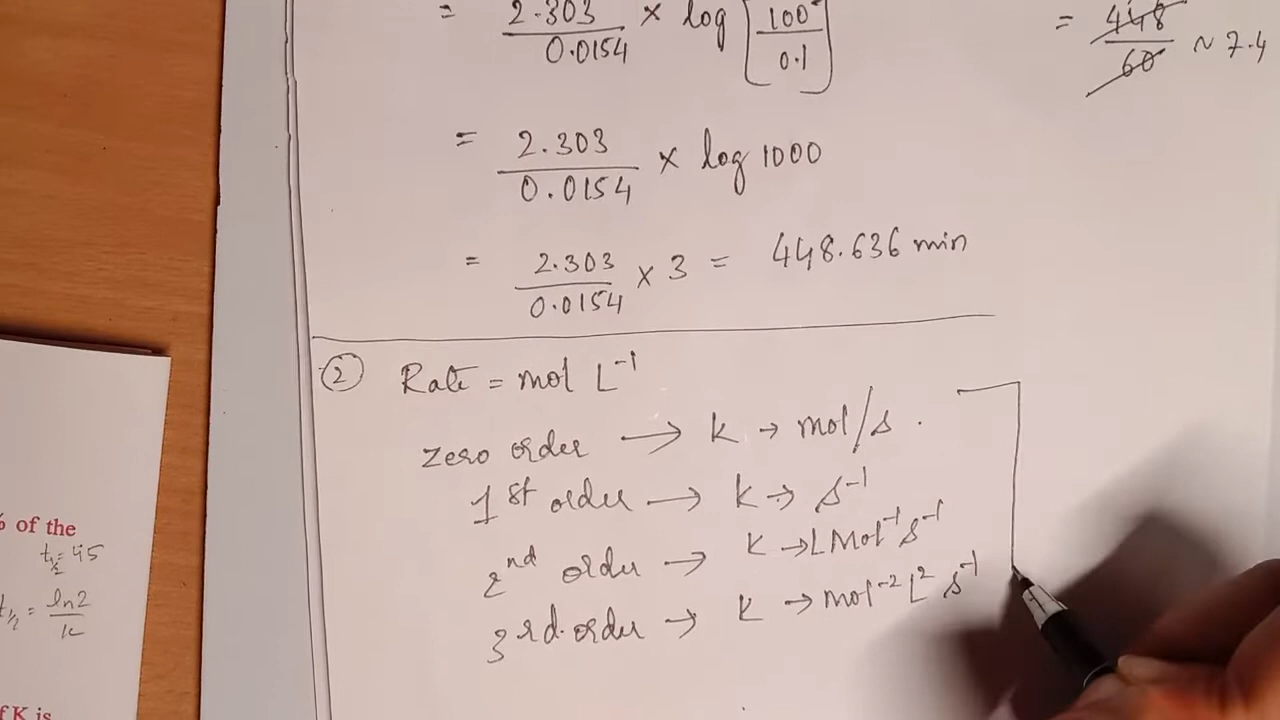 = 2.303/0.0154 × log [100/0.1]
= 448/60 ~ 7.4
= 2.303/0.0154 × log 1000
= 2.303/0.0154 × 3 = 448.636 min
② Rate = mol L⁻¹
zero order → k → mol/s.
1st order → k → s⁻¹
2nd order → k → L Mol⁻¹ s⁻¹
3rd order → k → mol⁻² L² s⁻¹
% of the
t½ = 45
t½ = ln2/k
f K is